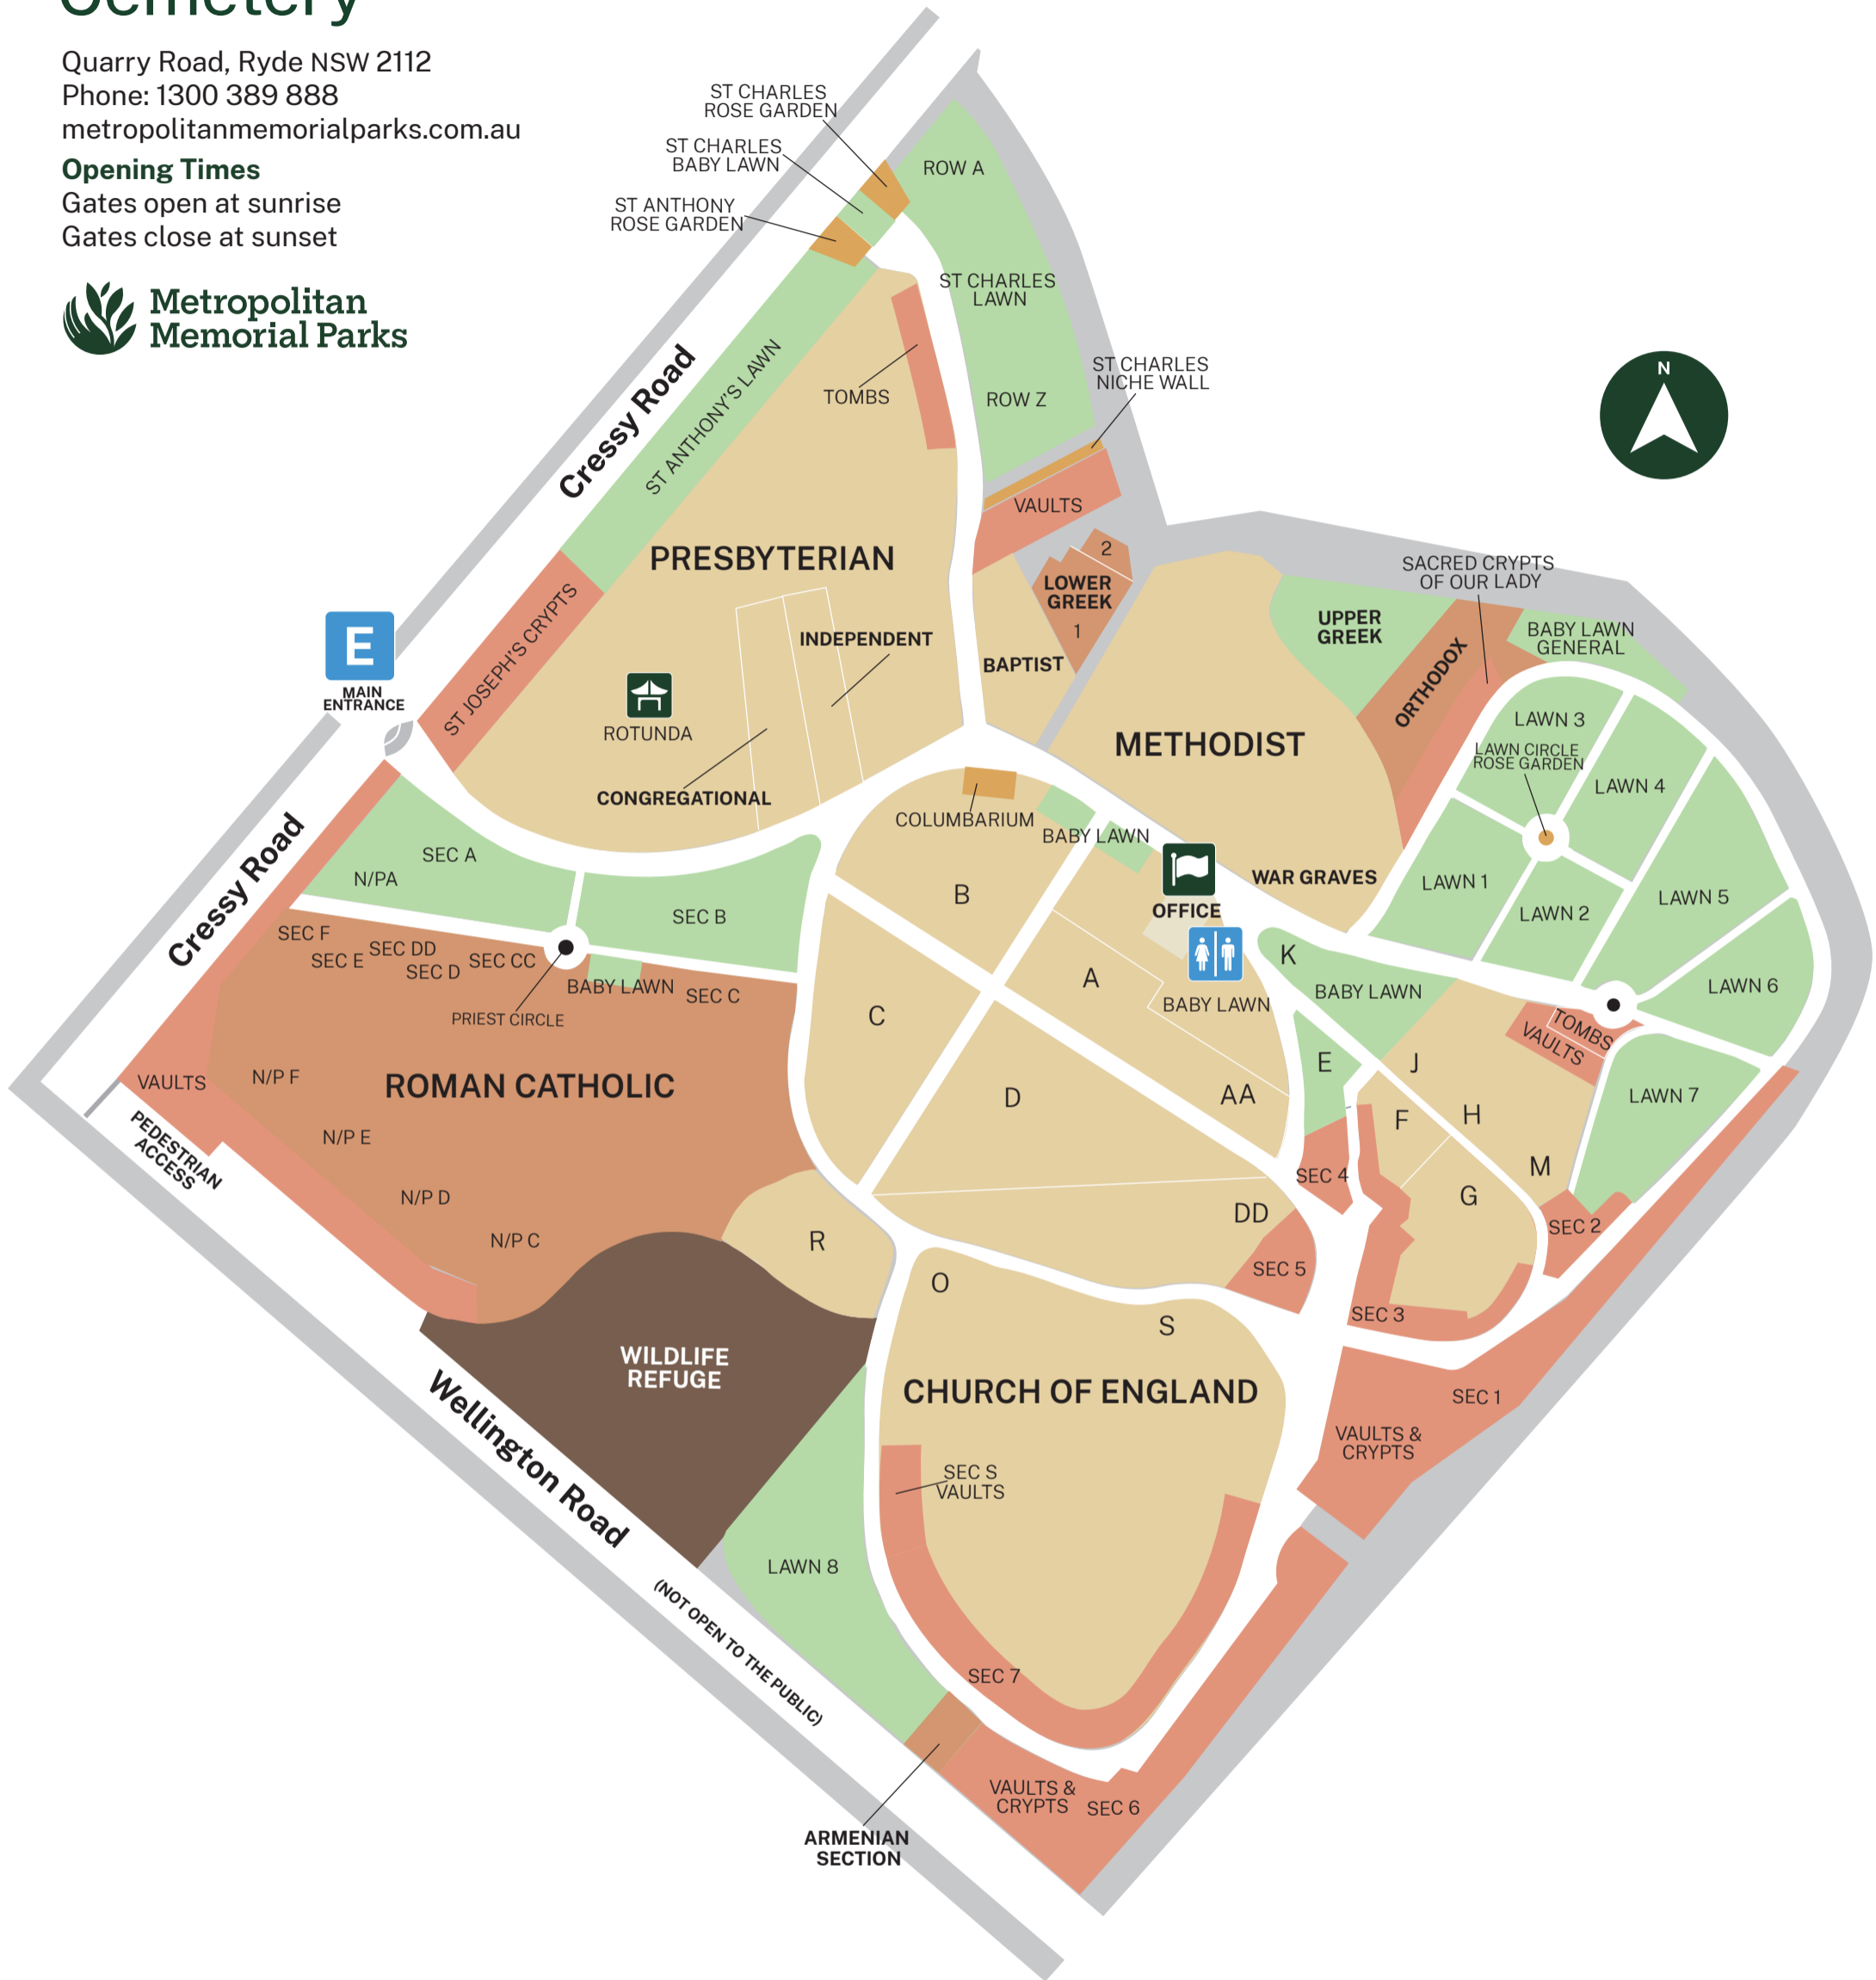 Cemetery
Quarry Road, Ryde NSW 2112
Phone: 1300 389 888
metropolitanmemorialparks.com.au
Opening Times
Gates open at sunrise
Gates close at sunset
Metropolitan
Memorial Parks
ST CHARLES
ROSE GARDEN
ST CHARLES
BABY LAWN
ST ANTHONY
ROSE GARDEN
ROW A
ST CHARLES
LAWN
ROW Z
TOMBS
ST CHARLES
NICHE WALL
N
Cressy Road
ST ANTHONY'S LAWN
VAULTS
PRESBYTERIAN
2
LOWER
GREEK
1
SACRED CRYPTS
OF OUR LADY
UPPER
GREEK
BABY LAWN
GENERAL
ORTHODOX
ST JOSEPH'S CRYPTS
INDEPENDENT
BAPTIST
E
MAIN
ENTRANCE
ROTUNDA
METHODIST
LAWN 3
LAWN CIRCLE
ROSE GARDEN
LAWN 4
CONGREGATIONAL
COLUMBARIUM
BABY LAWN
Cressy Road
SEC A
N/PA
SEC B
B
OFFICE
WAR GRAVES
LAWN 1
LAWN 2
LAWN 5
SEC F
SEC E
SEC DD
SEC D
SEC CC
BABY LAWN
SEC C
PRIEST CIRCLE
C
A
BABY LAWN
K
BABY LAWN
LAWN 6
TOMBS
VAULTS
VAULTS
N/P F
ROMAN CATHOLIC
D
AA
E
J
F
H
LAWN 7
PEDESTRIAN
ACCESS
N/P E
N/P D
N/P C
R
DD
SEC 4
M
G
SEC 2
SEC 5
O
S
SEC 3
WILDLIFE
REFUGE
CHURCH OF ENGLAND
SEC 1
VAULTS &
CRYPTS
Wellington Road
(NOT OPEN TO THE PUBLIC)
SEC S
VAULTS
LAWN 8
SEC 7
VAULTS &
CRYPTS
SEC 6
ARMENIAN
SECTION